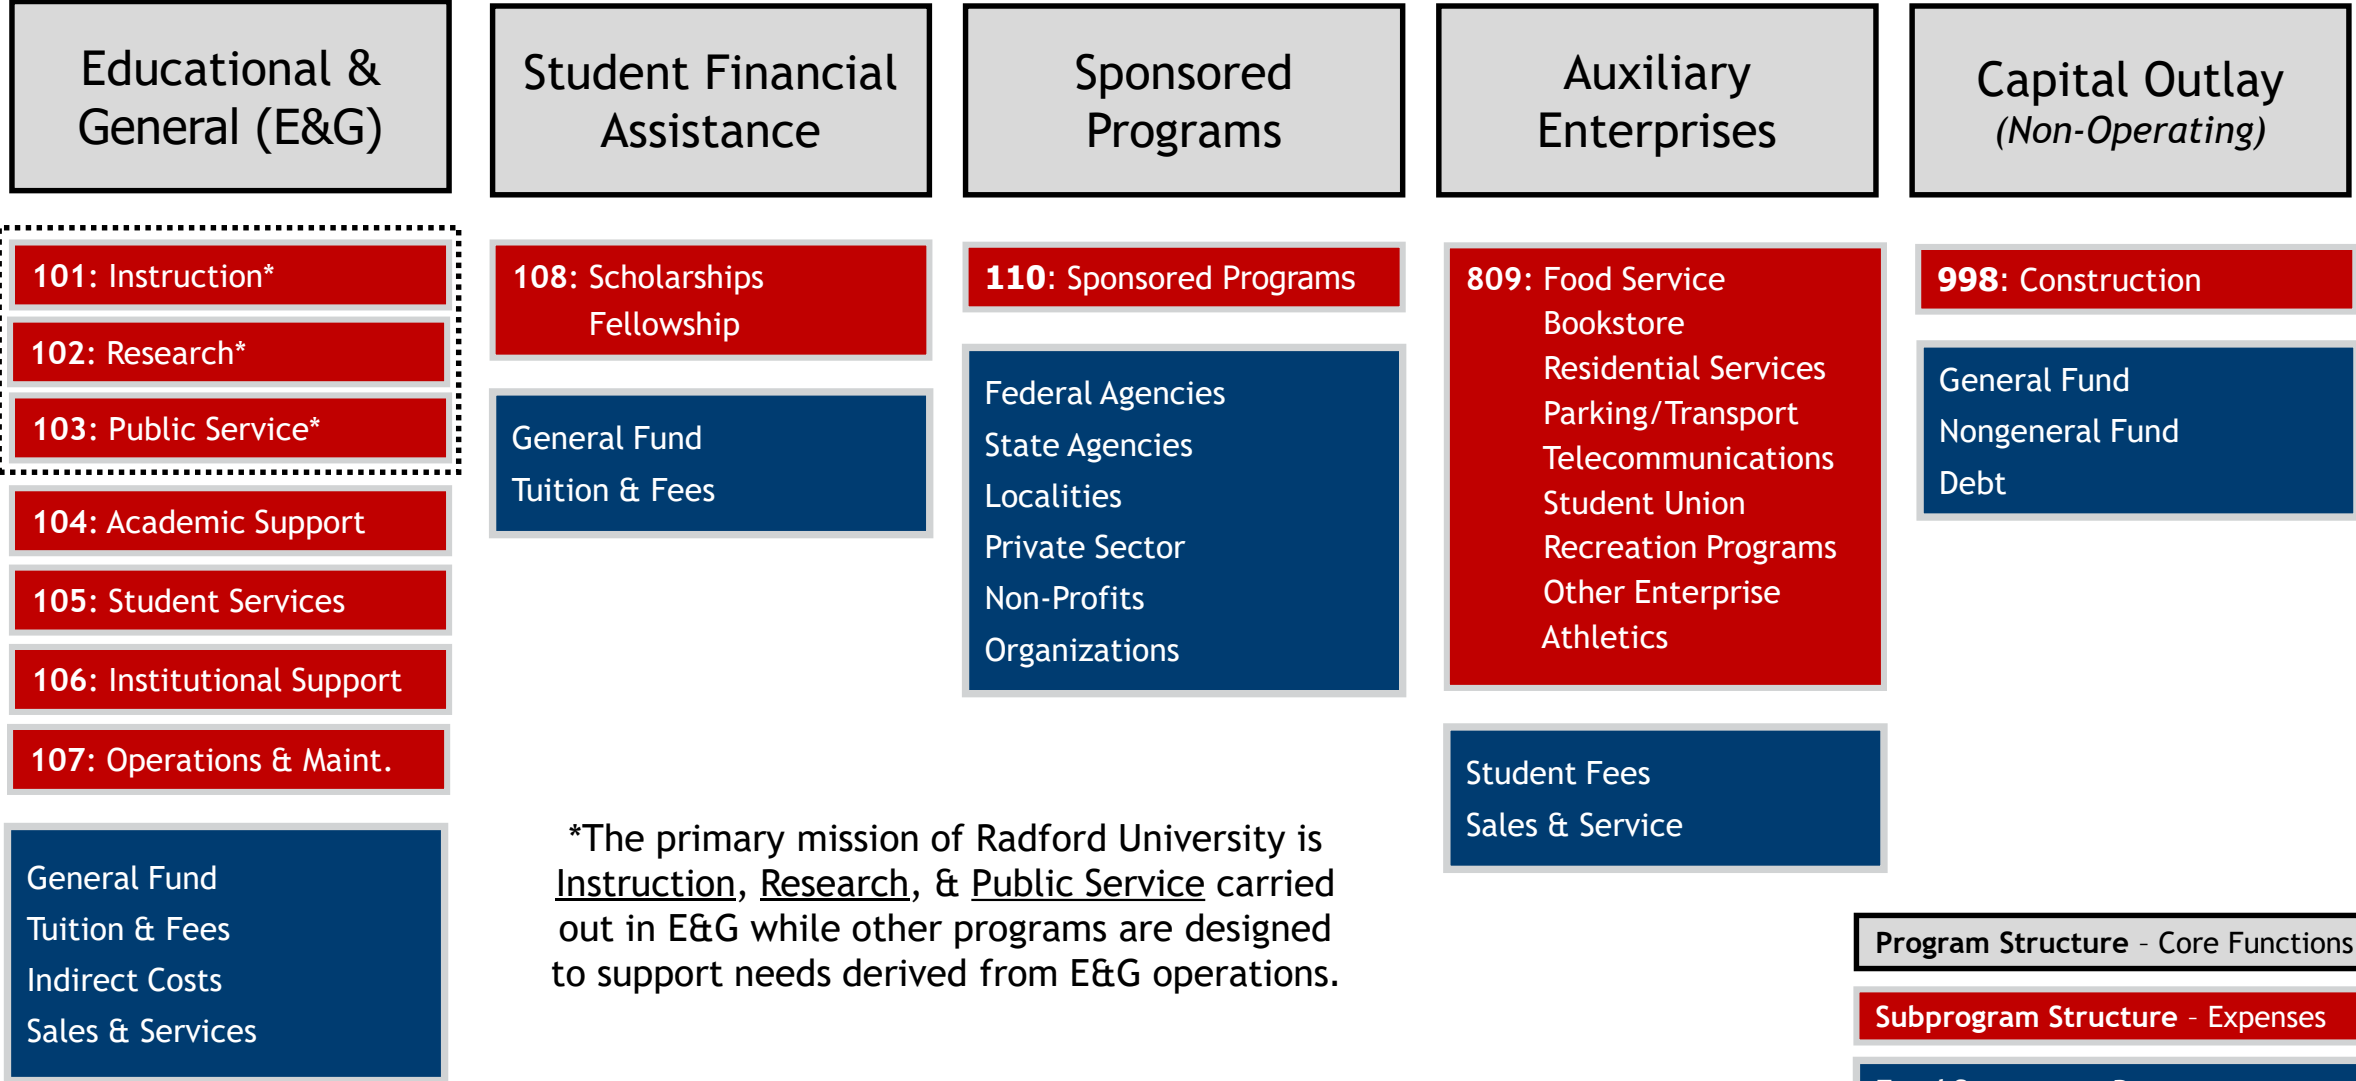 Educational &
General (E&G)
101: Instruction*
102: Research*
103: Public Service*
104: Academic Support
105: Student Services
106: Institutional Support
107: Operations & Maint.
General Fund
Tuition & Fees
Indirect Costs
Sales & Services
Student Financial
Assistance
108: Scholarships
Fellowship
General Fund
Tuition & Fees
Sponsored
Programs
110: Sponsored Programs
Federal Agencies
State Agencies
Localities
Private Sector
Non-Profits
Organizations
Auxiliary
Enterprises
809: Food Service
Bookstore
Residential Services
Parking/Transport
Telecommunications
Student Union
Recreation Programs
Other Enterprise
Athletics
Student Fees
Sales & Service
Capital Outlay
(Non-Operating)
998: Construction
General Fund
Nongeneral Fund
Debt
*The primary mission of Radford University is
Instruction, Research, & Public Service carried
out in E&G while other programs are designed
to support needs derived from E&G operations.
Program Structure – Core Functions
Subprogram Structure – Expenses